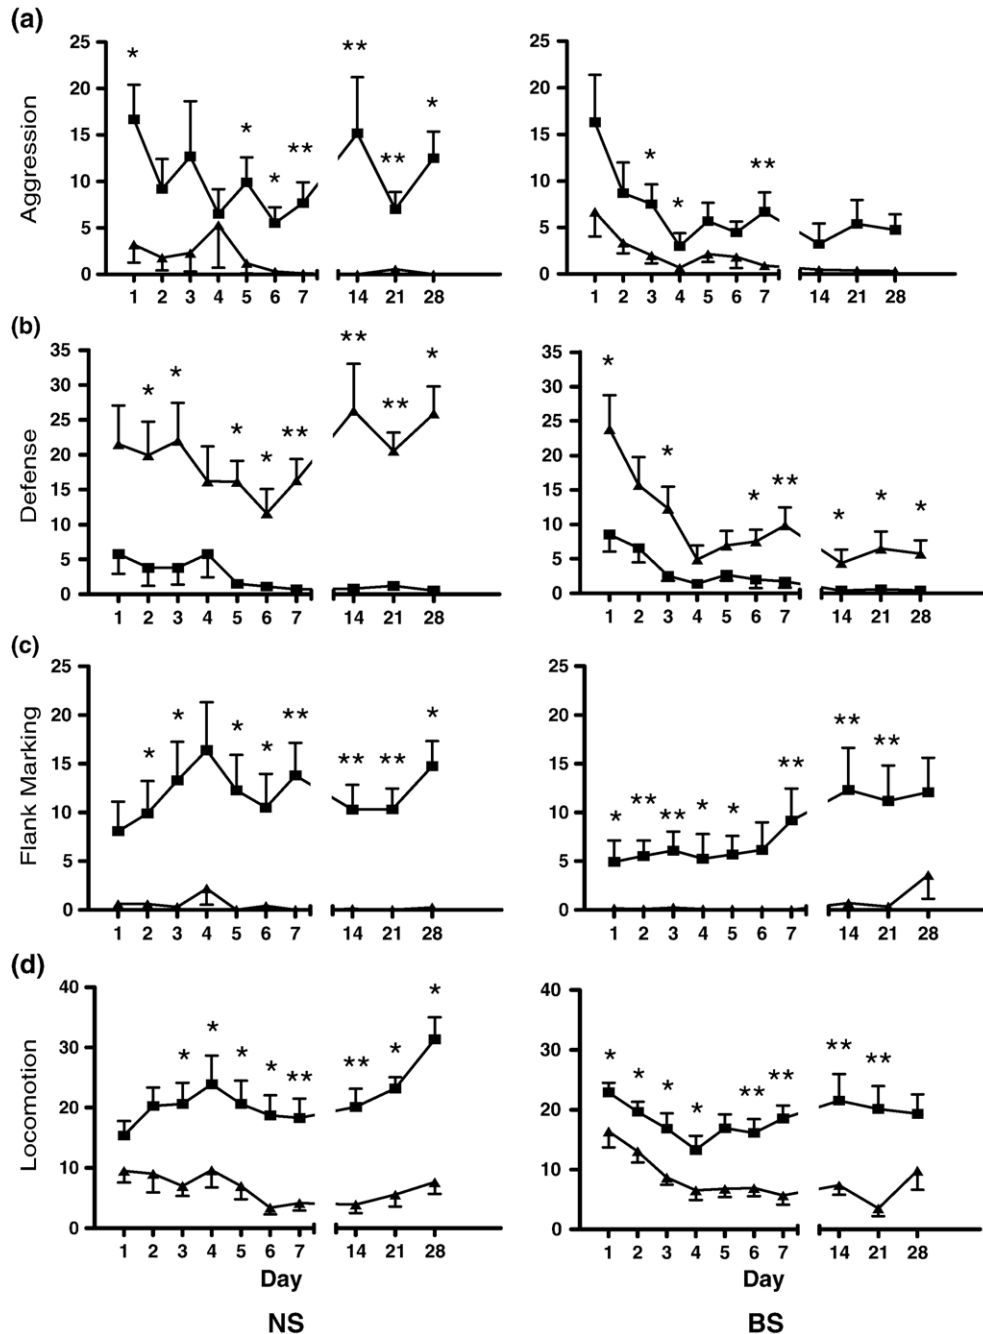 (a)
Aggression
25
20
15
10
5
0
* * * ** ** ** *
1 2 3 4 5 6 7 14 21 28
25
20
15
10
5
0
* * **
1 2 3 4 5 6 7 14 21 28
(b)
Defense
35
30
25
20
15
10
5
0
* * * * ** ** ** *
1 2 3 4 5 6 7 14 21 28
35
30
25
20
15
10
5
0
* * * ** * * *
1 2 3 4 5 6 7 14 21 28
(c)
Flank Marking
25
20
15
10
5
0
* * * * ** ** ** *
1 2 3 4 5 6 7 14 21 28
25
20
15
10
5
0
* ** ** * * ** ** **
1 2 3 4 5 6 7 14 21 28
(d)
Locomotion
40
30
20
10
0
* * * * ** ** * *
1 2 3 4 5 6 7 14 21 28
Day
NS
40
30
20
10
0
* * * * ** ** ** **
1 2 3 4 5 6 7 14 21 28
Day
BS